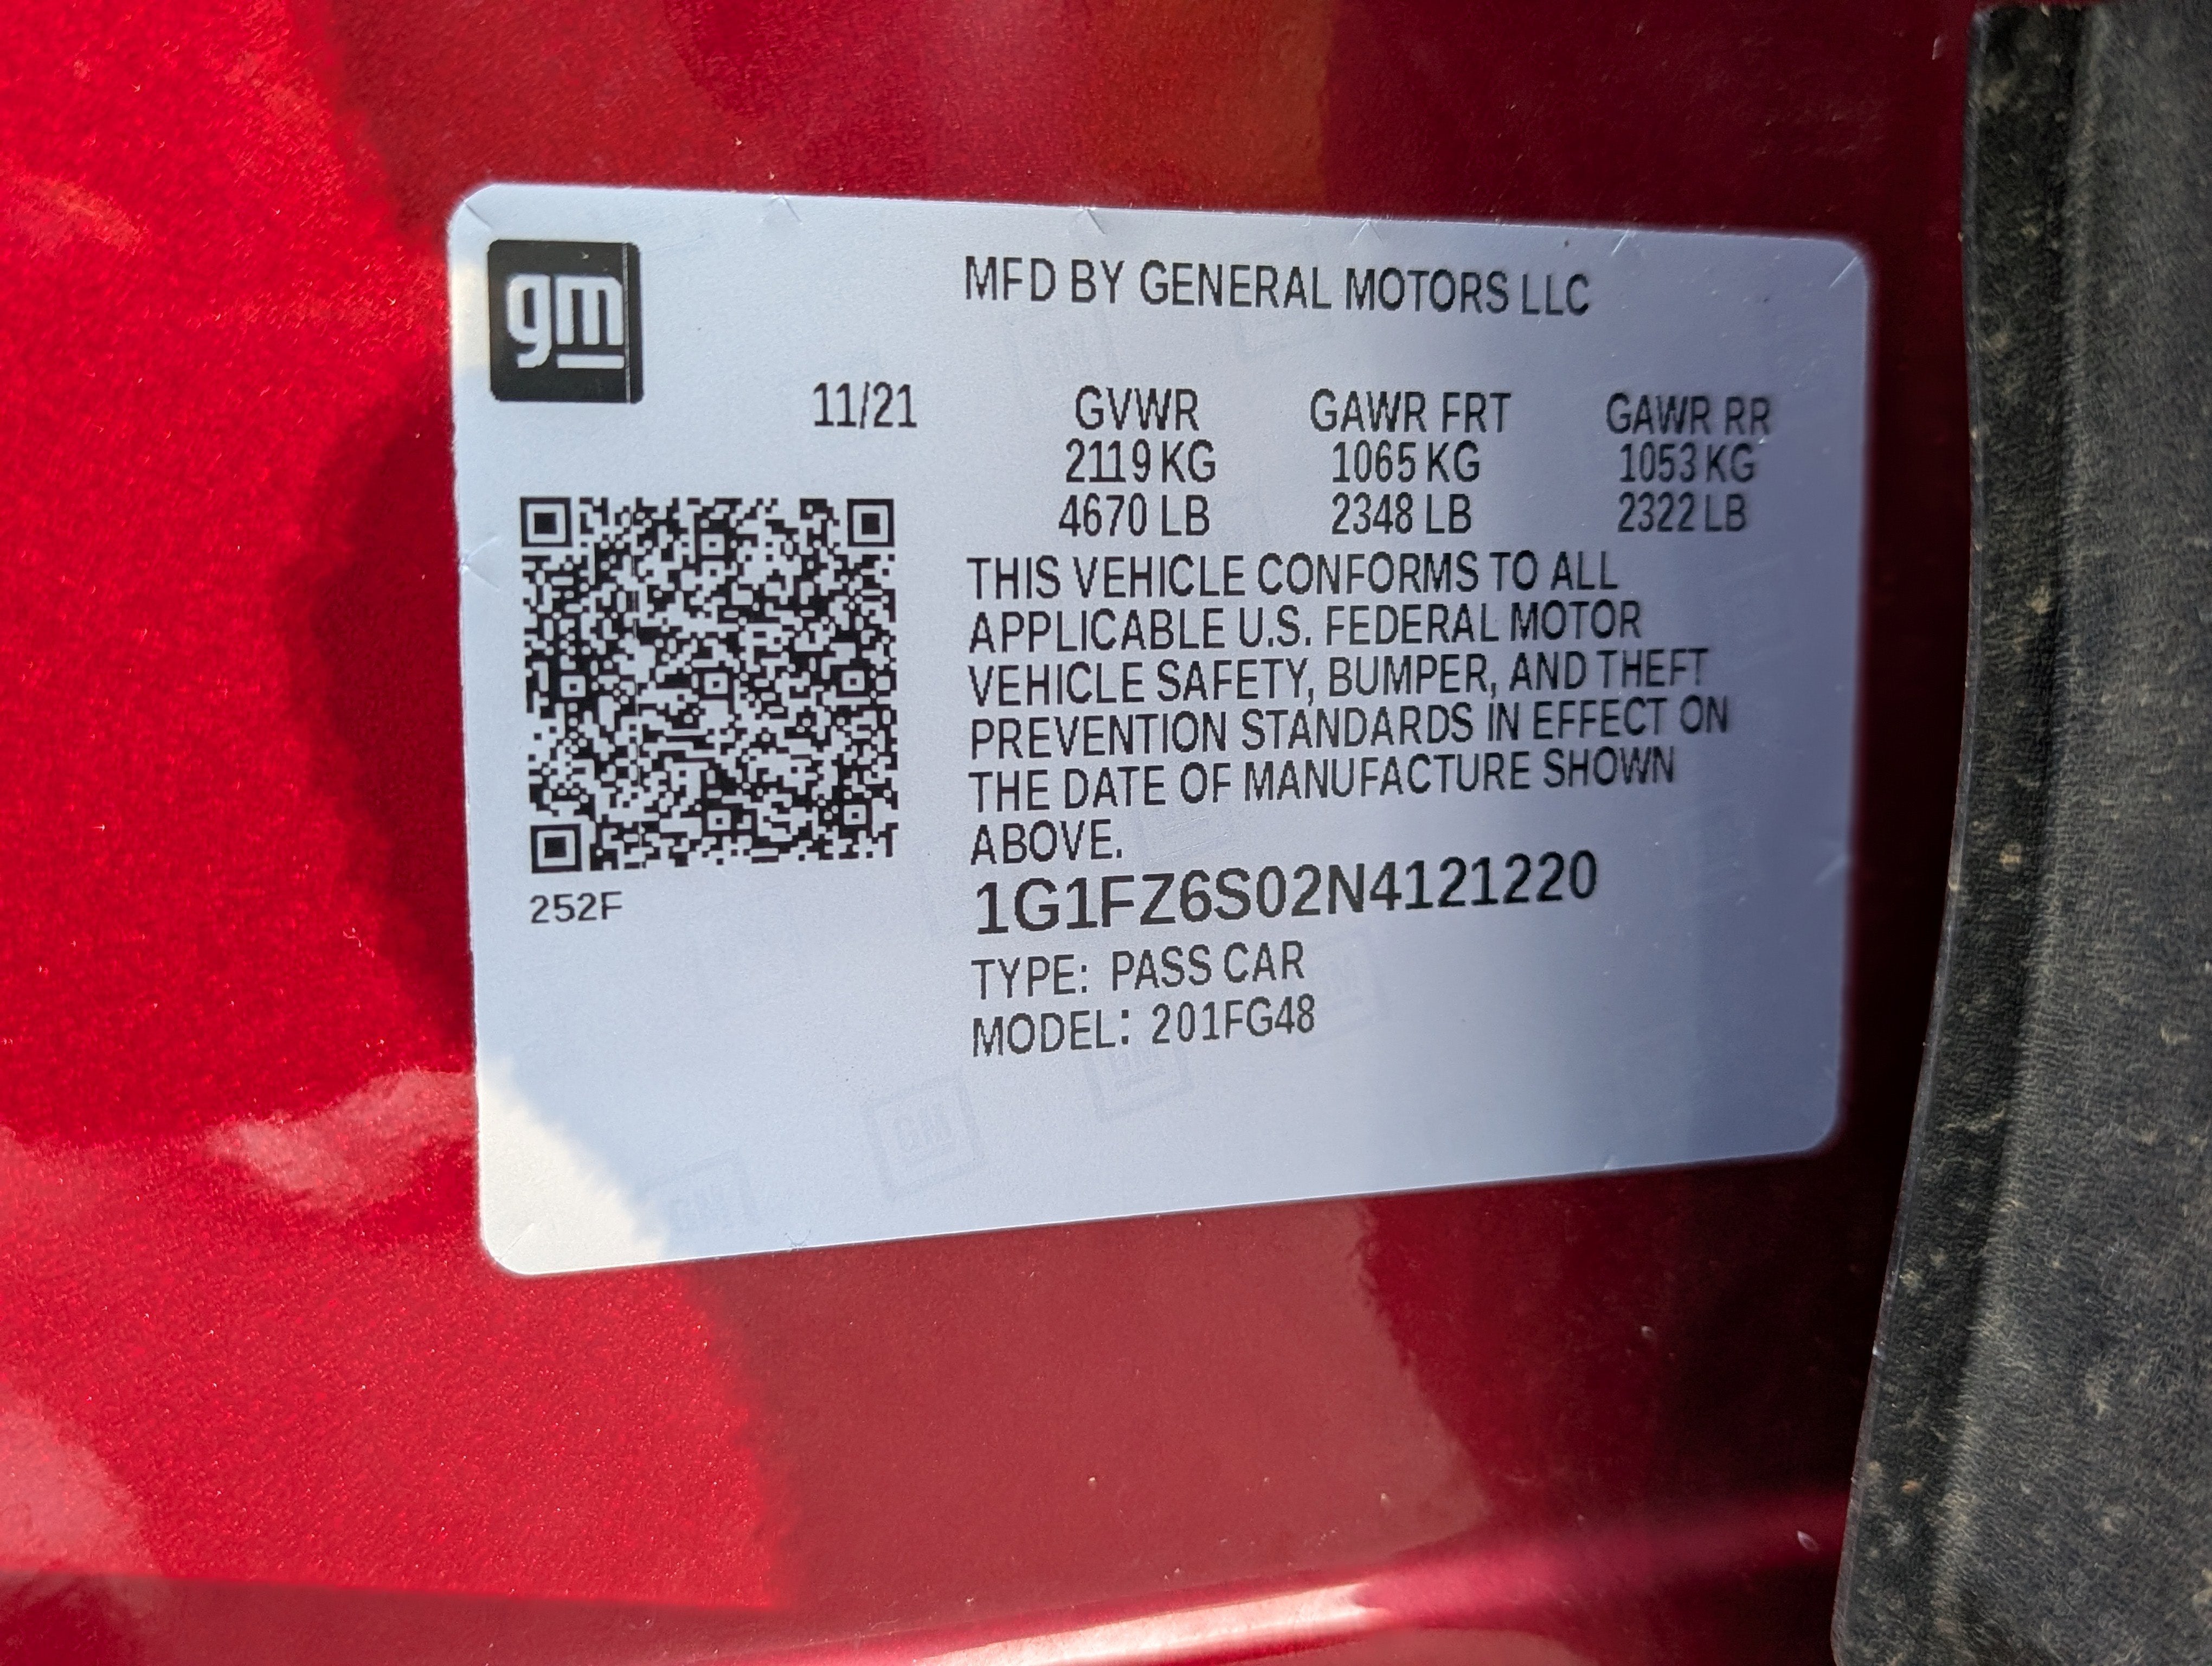 gm
MFD BY GENERAL MOTORS LLC
11/21 GVWR GAWR FRT GAWR RR
2119 KG 1065 KG 1053 KG
4670 LB 2348 LB 2322 LB
THIS VEHICLE CONFORMS TO ALL
APPLICABLE U.S. FEDERAL MOTOR
VEHICLE SAFETY, BUMPER, AND THEFT
PREVENTION STANDARDS IN EFFECT ON
THE DATE OF MANUFACTURE SHOWN
ABOVE.
252F
1G1FZ6S02N4121220
TYPE: PASS CAR
MODEL: 201FG48
GM
GM